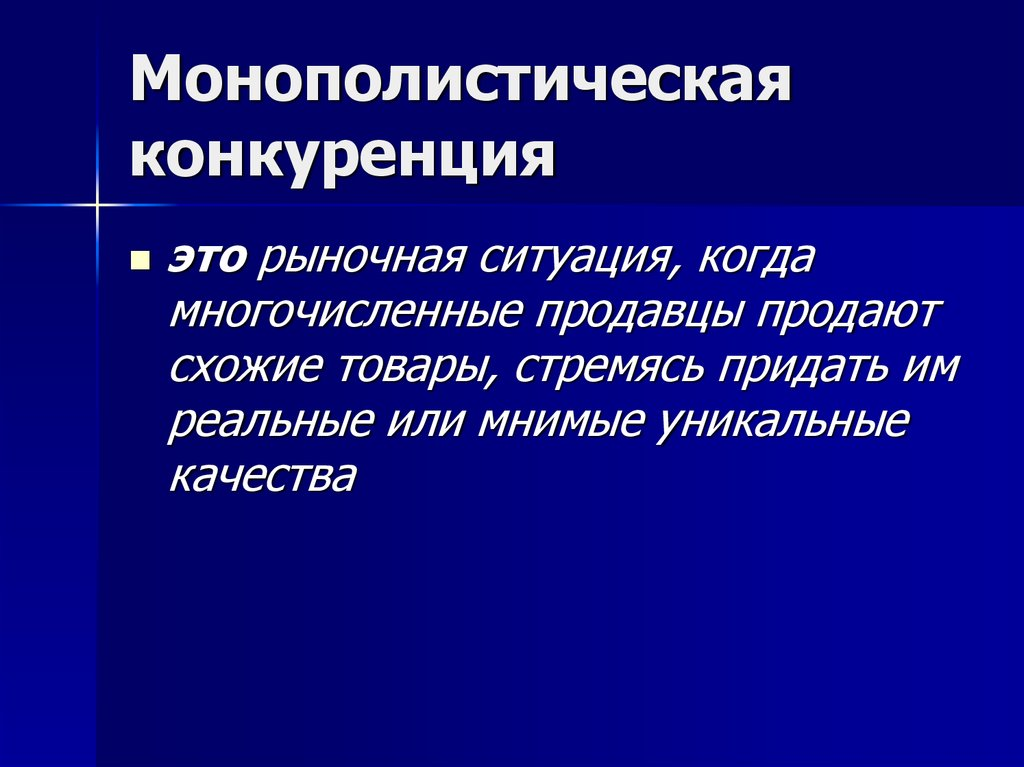 Монополистическая
конкуренция
это рыночная ситуация, когда
многочисленные продавцы продают
схожие товары, стремясь придать им
реальные или мнимые уникальные
качества